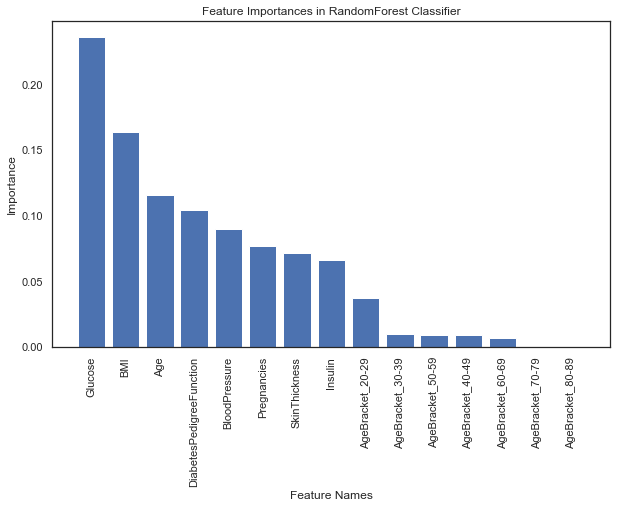 Feature Importances in RandomForest Classifier
0.20
0.15
0.10
0.05
0.00
Importance
Glucose
BMI
Age
DiabetesPedigreeFunction
BloodPressure
Pregnancies
SkinThickness
Insulin
AgeBracket_20-29
AgeBracket_30-39
AgeBracket_50-59
AgeBracket_40-49
AgeBracket_60-69
AgeBracket_70-79
AgeBracket_80-89
Feature Names